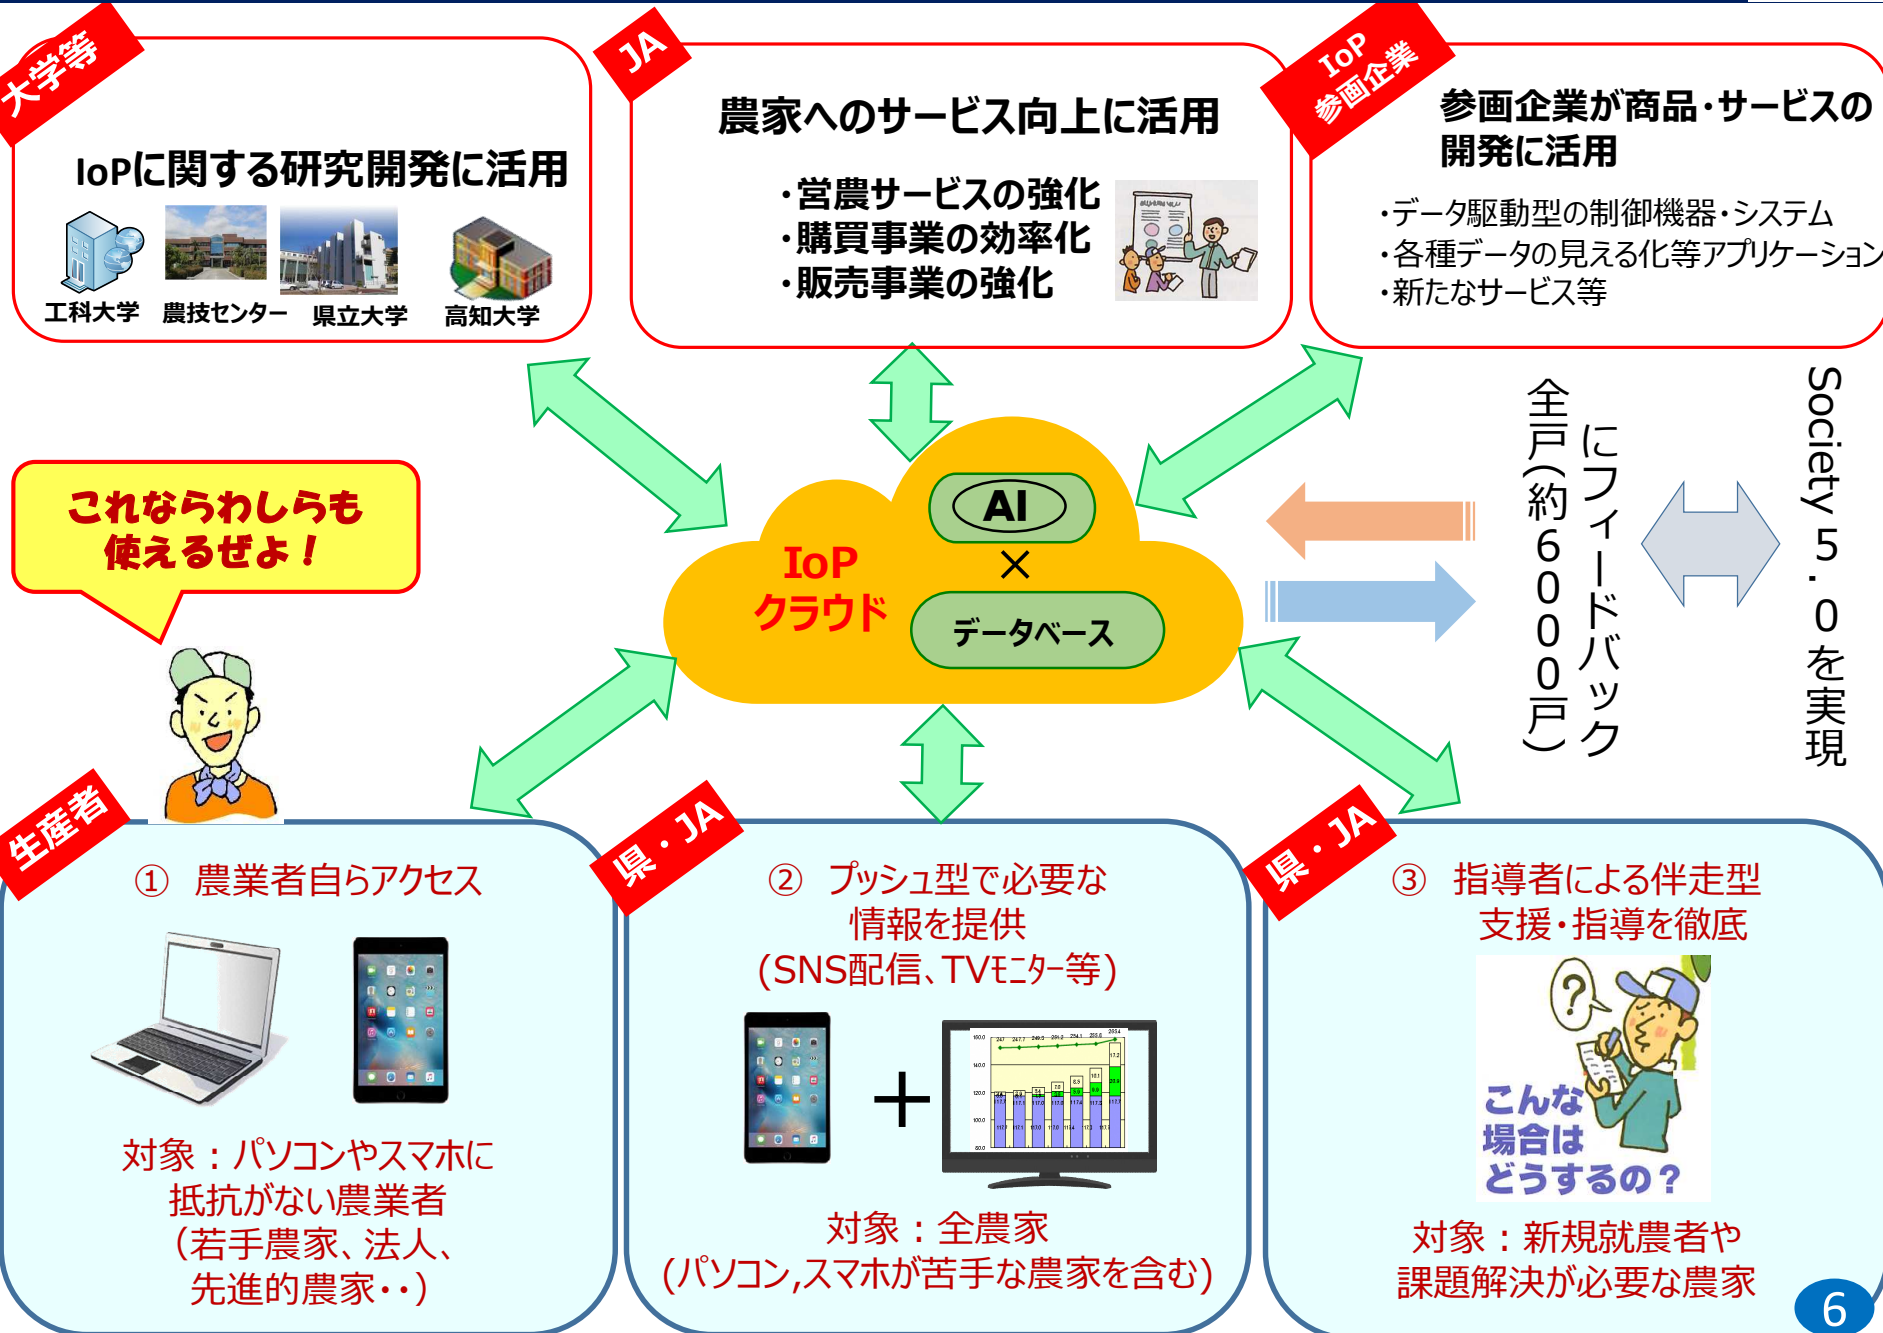 大学等
IoPに関する研究開発に活用
工科大学
農技センター
県立大学
高知大学
JA
農家へのサービス向上に活用
・営農サービスの強化
・購買事業の効率化
・販売事業の強化
IoP
参画企業
参画企業が商品・サービスの
開発に活用
・データ駆動型の制御機器・システム
・各種データの見える化等アプリケーション
・新たなサービス等
これならわしらも
使えるぜよ！
IoP
クラウド
AI
×
データベース
全戸(約6000戸)
にフィードバック
Society 5.0を実現
生産者
① 農業者自らアクセス
対象：パソコンやスマホに
抵抗がない農業者
（若手農家、法人、
先進的農家・・）
県・JA
② プッシュ型で必要な
情報を提供
(SNS配信、TVﾓﾆﾀｰ等)
＋
対象：全農家
(パソコン,スマホが苦手な農家を含む)
県・JA
③ 指導者による伴走型
支援・指導を徹底
?
こんな
場合は
どうするの？
対象：新規就農者や
課題解決が必要な農家
6